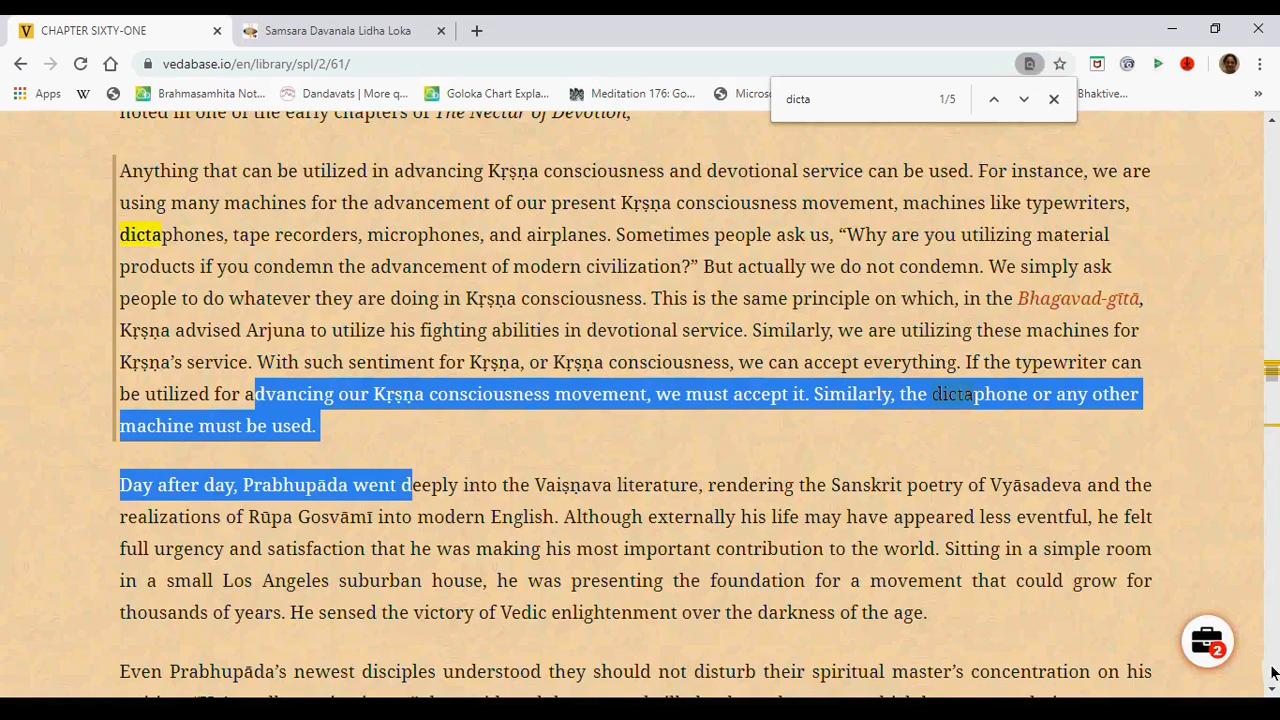 CHAPTER SIXTY-ONE
Samsara Davanala Lidha Loka
vedabase.io/en/library/spl/2/61/
Apps
Brahmasamhita Not...
Dandavats | More q...
Goloka Chart Expla...
Meditation 176: Go...
Microso
Bhaktive...
dicta 1/5
noted in one of the early chapters of The Nectar of Devotion,
Anything that can be utilized in advancing Kṛṣṇa consciousness and devotional service can be used. For instance, we are
using many machines for the advancement of our present Kṛṣṇa consciousness movement, machines like typewriters,
dictaphones, tape recorders, microphones, and airplanes. Sometimes people ask us, “Why are you utilizing material
products if you condemn the advancement of modern civilization?” But actually we do not condemn. We simply ask
people to do whatever they are doing in Kṛṣṇa consciousness. This is the same principle on which, in the Bhagavad-gītā,
Kṛṣṇa advised Arjuna to utilize his fighting abilities in devotional service. Similarly, we are utilizing these machines for
Kṛṣṇa’s service. With such sentiment for Kṛṣṇa, or Kṛṣṇa consciousness, we can accept everything. If the typewriter can
be utilized for advancing our Kṛṣṇa consciousness movement, we must accept it. Similarly, the dictaphone or any other
machine must be used.
Day after day, Prabhupāda went deeply into the Vaiṣṇava literature, rendering the Sanskrit poetry of Vyāsadeva and the
realizations of Rūpa Gosvāmī into modern English. Although externally his life may have appeared less eventful, he felt
full urgency and satisfaction that he was making his most important contribution to the world. Sitting in a simple room
in a small Los Angeles suburban house, he was presenting the foundation for a movement that could grow for
thousands of years. He sensed the victory of Vedic enlightenment over the darkness of the age.
2
Even Prabhupāda’s newest disciples understood they should not disturb their spiritual master’s concentration on his